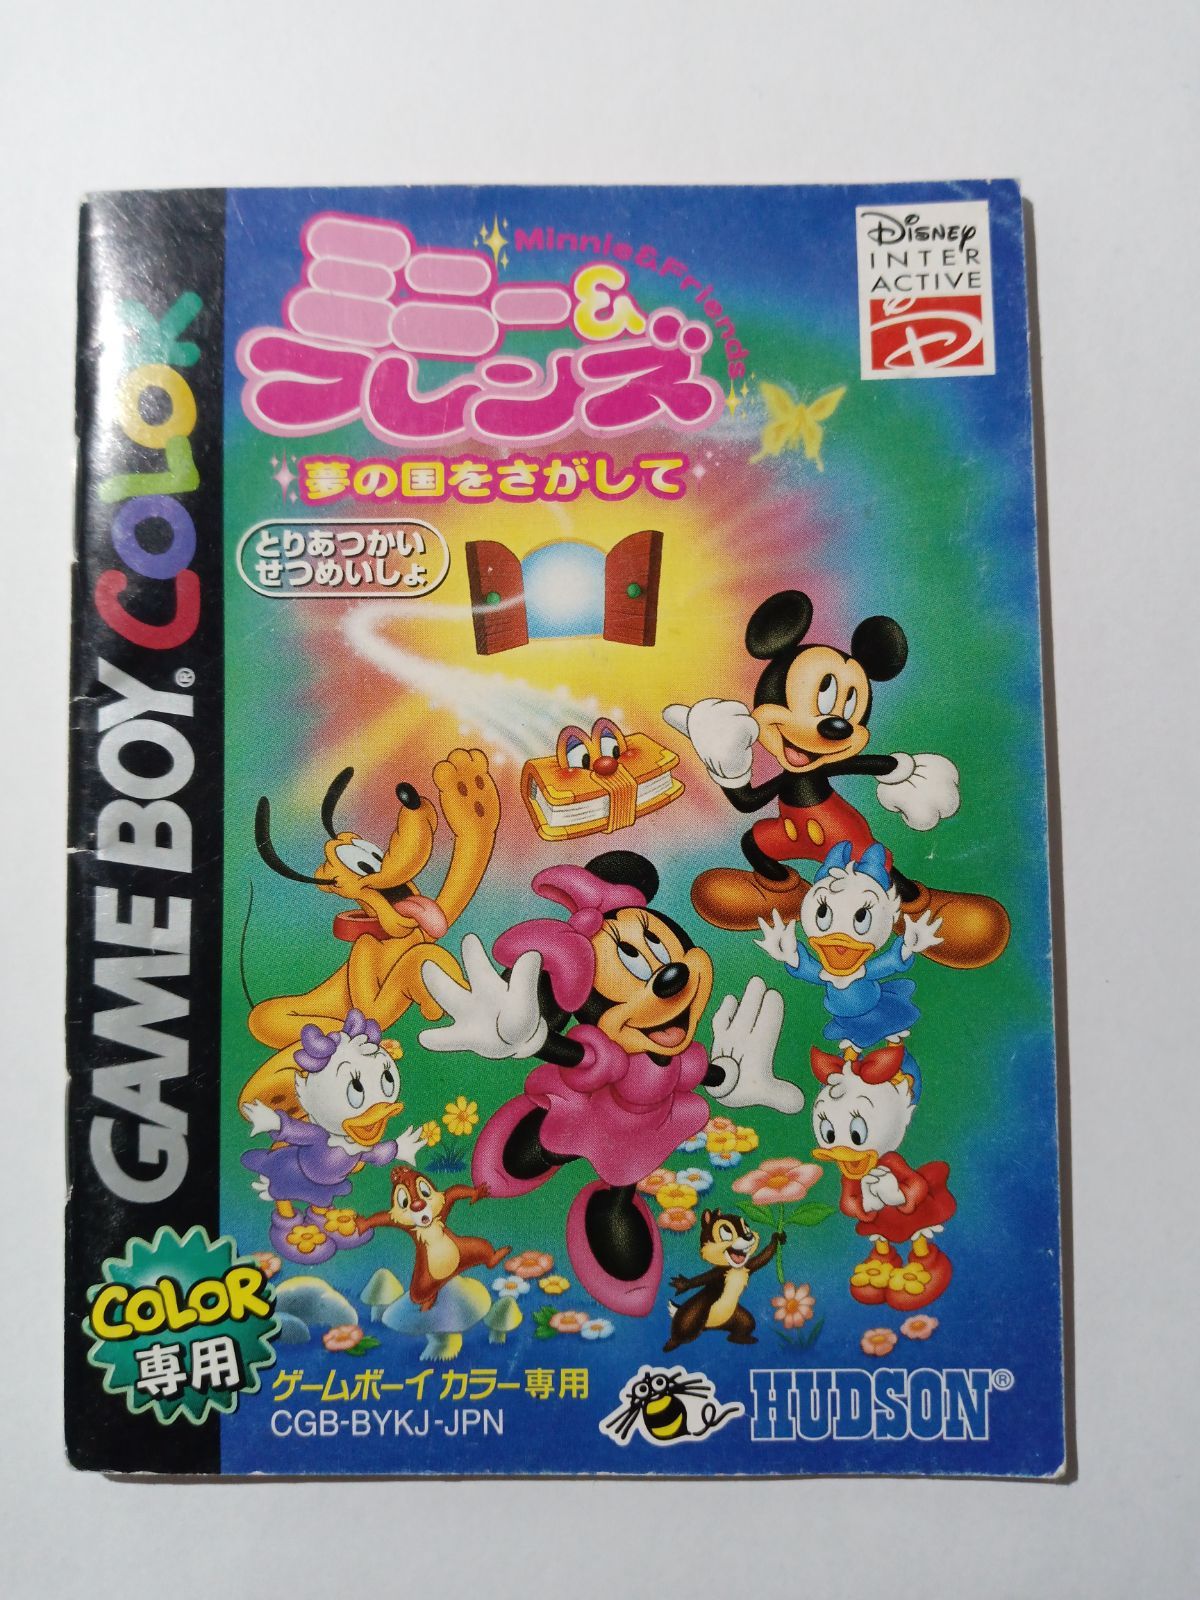 Minnie&Friends
ミニー&
フレンズ
夢の国をさがして
とりあつかい
せつめいしょ
DISNEY
INTER
ACTIVE
GAME BOY® COLOR
COLOR
専用
ゲームボーイカラー専用
CGB-BYKJ-JPN
HUDSON®